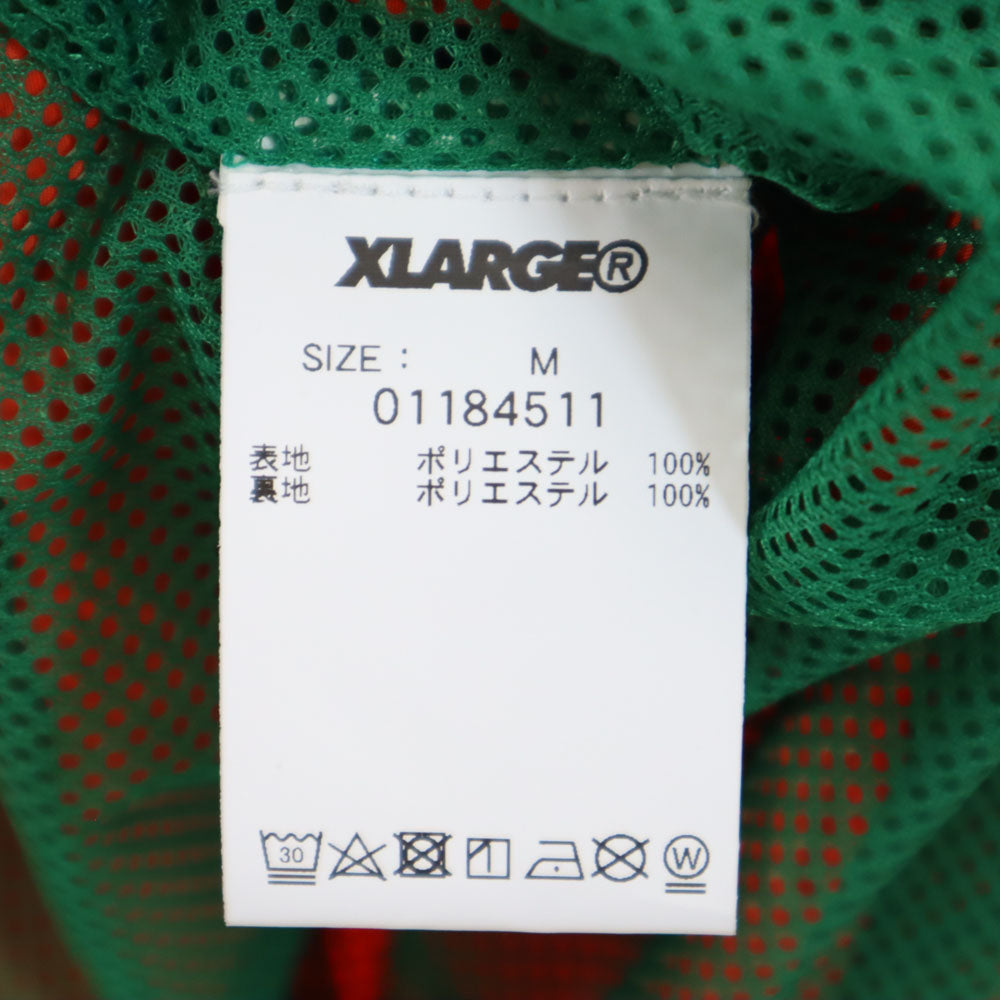 XLARGE®
SIZE : M
01184511
表地 ポリエステル 100%
裏地 ポリエステル 100%
30
W